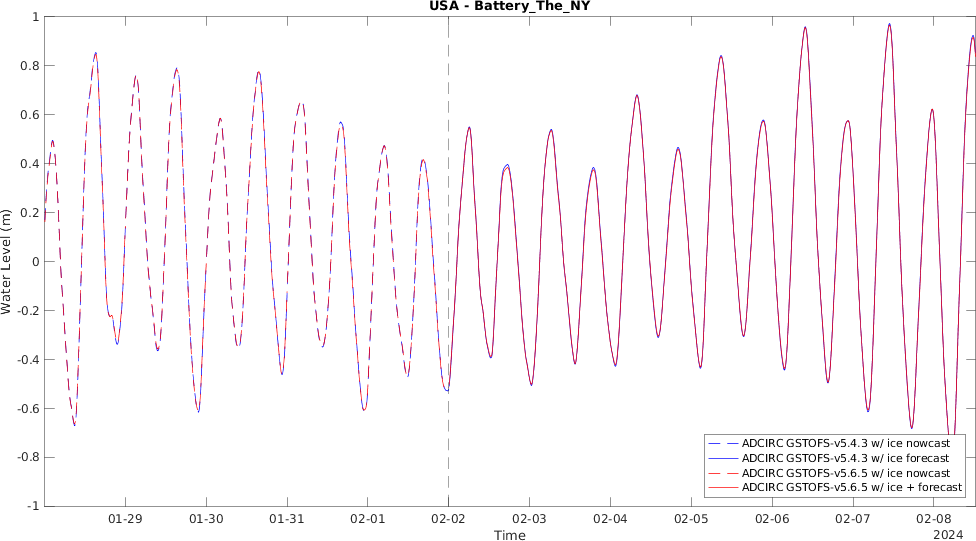 USA - Battery_The_NY
1
0.8
0.6
0.4
0.2
0
-0.2
-0.4
-0.6
-0.8
-1
Water Level (m)
ADCIRC GSTOFS-v5.4.3 w/ ice nowcast
ADCIRC GSTOFS-v5.4.3 w/ ice forecast
ADCIRC GSTOFS-v5.6.5 w/ ice nowcast
ADCIRC GSTOFS-v5.6.5 w/ ice + forecast
01-29 01-30 01-31 02-01 02-02 02-03 02-04 02-05 02-06 02-07 02-08
Time
2024